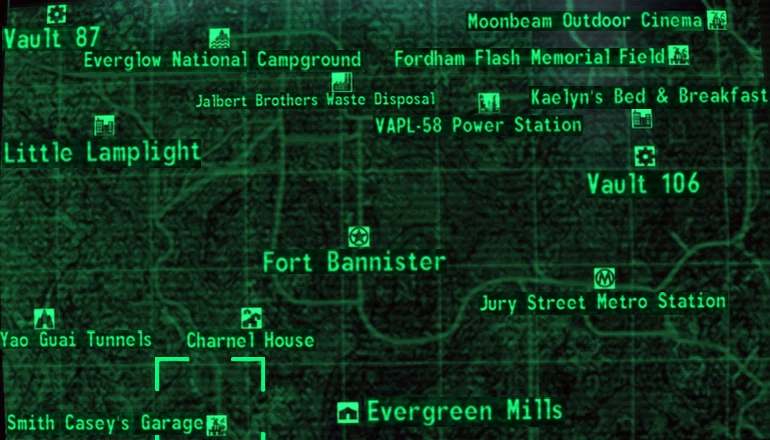 Moonbeam Outdoor Cinema
Vault 87
Everglow National Campground
Fordham Flash Memorial Field
Jalbert Brothers Waste Disposal
Kaelyn's Bed & Breakfast
VAPL-58 Power Station
Little Lamplight
Vault 106
Fort Bannister
Jury Street Metro Station
Yao Guai Tunnels
Charnel House
Evergreen Mills
Smith Casey's Garage